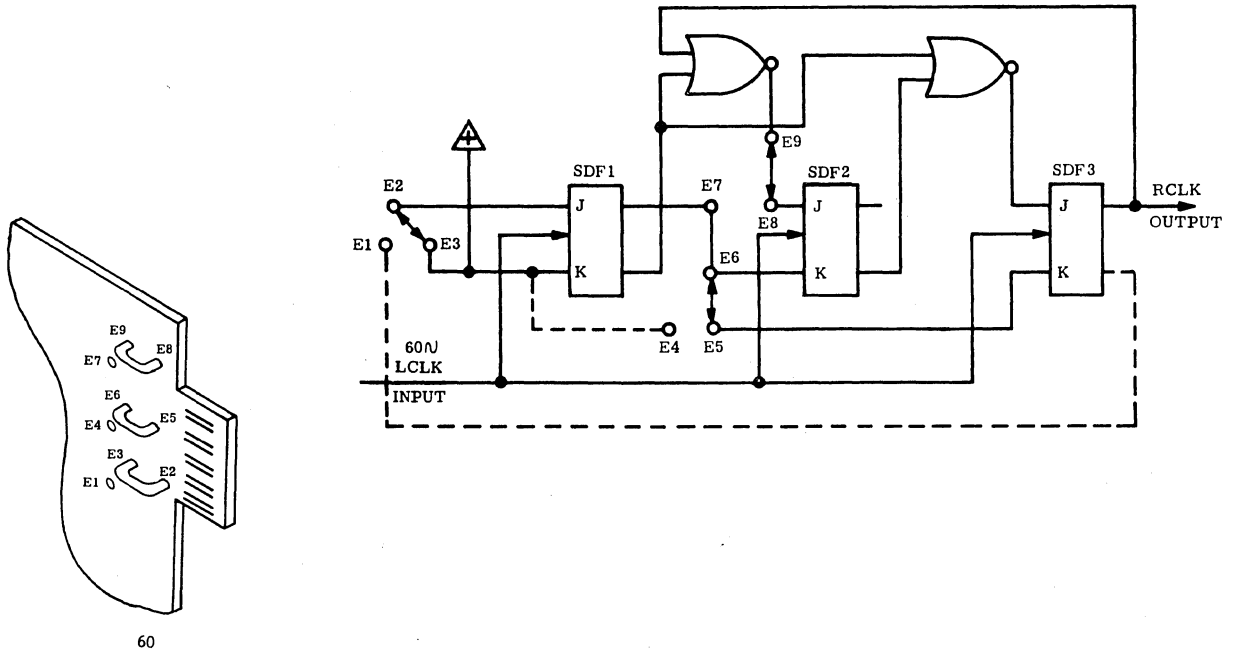 E9
E8
E7
E6
E5
E4
E3
E2
E1
60
+
SDF1
E9
SDF2
SDF3
E2
J
E7
E8
J
J
RCLK
OUTPUT
E1
E3
E6
K
K
K
E4
E5
60∿
LCLK
INPUT